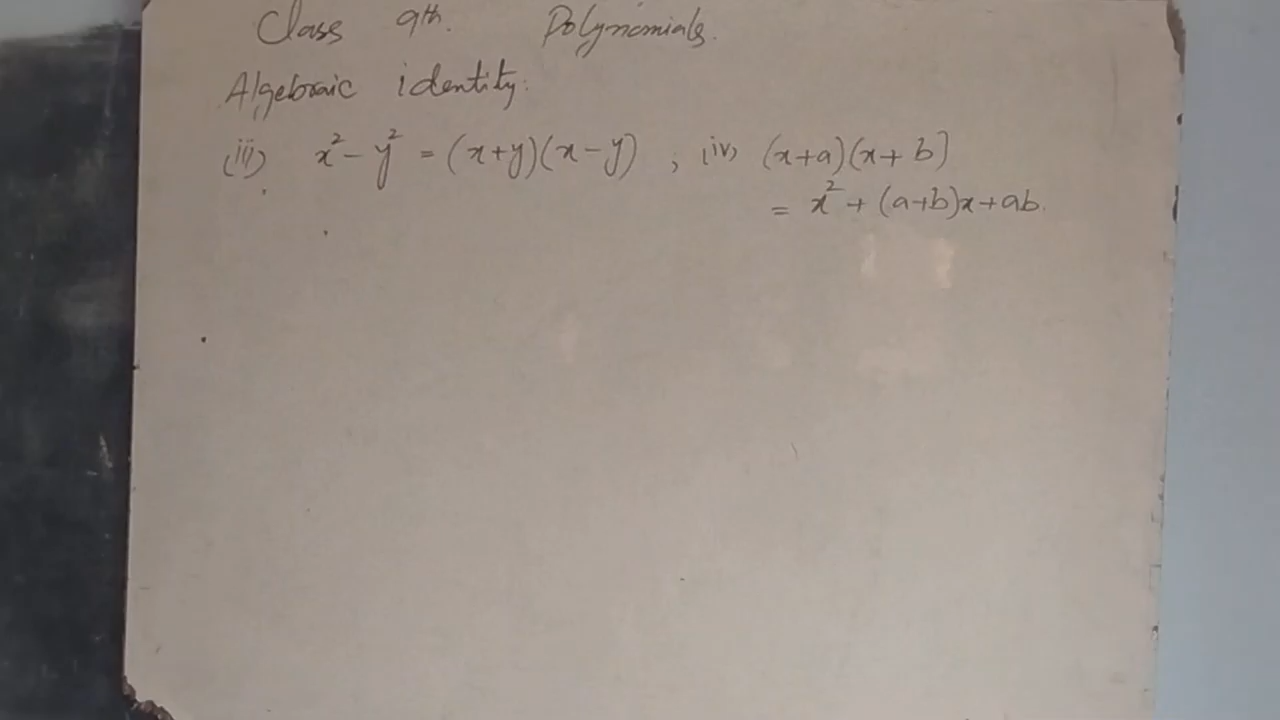 Class 9th. Polynomials.
Algebraic identity.
(iii) x² - y² = (x+y)(x-y) , (iv) (x+a)(x+b)
= x² + (a+b)x+ab.